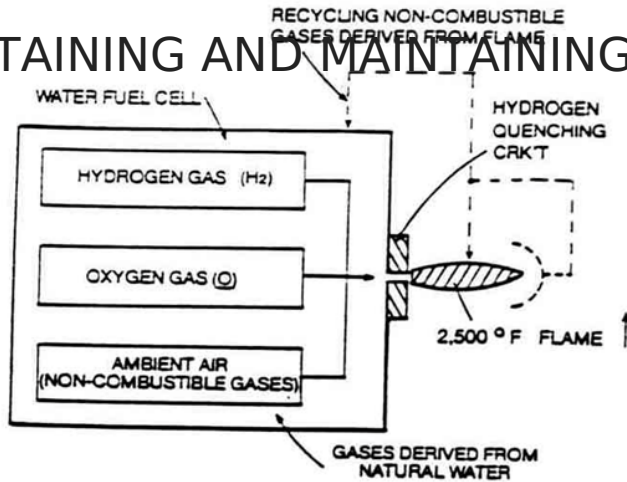 RECYCLING NON-COMBUSTIBLE
GASES DERIVED FROM FLAME
TAINING AND MAINTAINING
WATER FUEL CELL
HYDROGEN
QUENCHING
CRK'T
HYDROGEN GAS (H2)
OXYGEN GAS (O)
2,500 °F FLAME
AMBIENT AIR
(NON-COMBUSTIBLE GASES)
GASES DERIVED FROM
NATURAL WATER